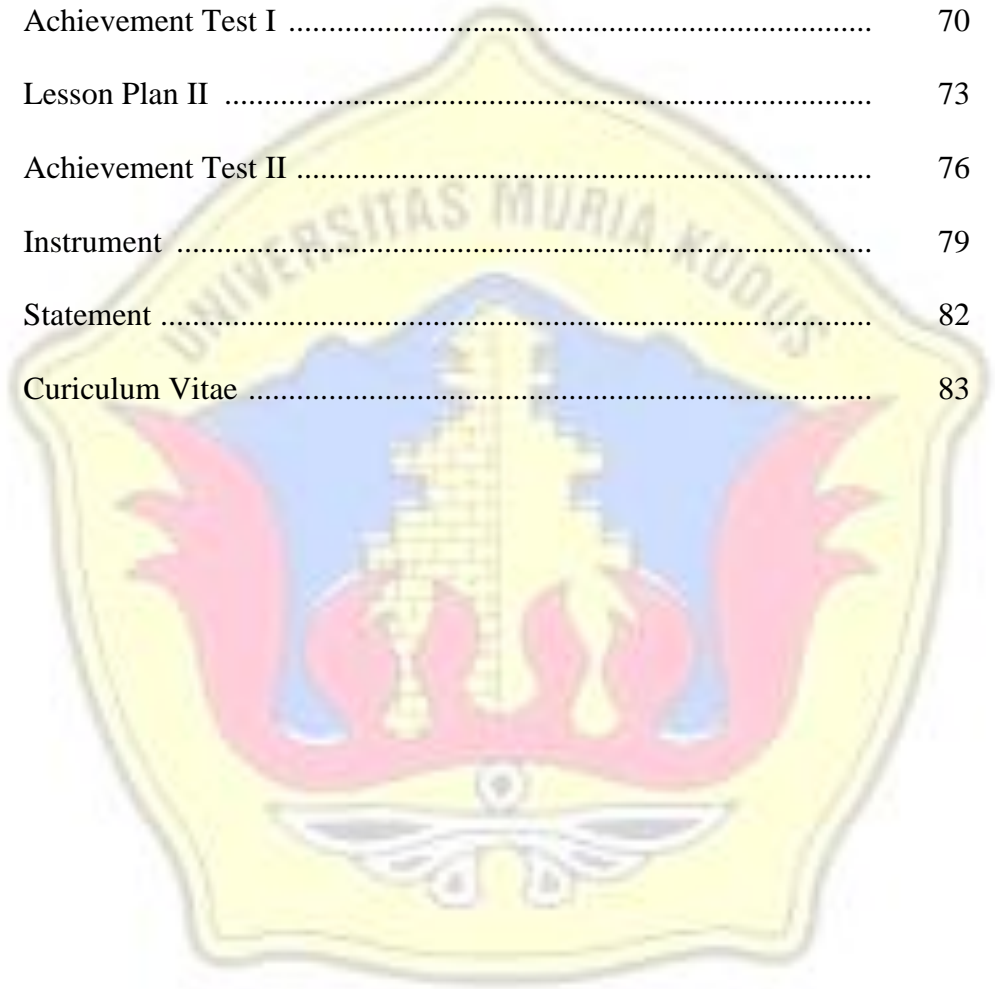 Achievement Test I ........................................................................ 70
Lesson Plan II ................................................................................ 73
Achievement Test II ....................................................................... 76
UNIVERSITAS MURIA KUDUS
Instrument ...................................................................................... 79
Statement ........................................................................................ 82
Curiculum Vitae ............................................................................. 83